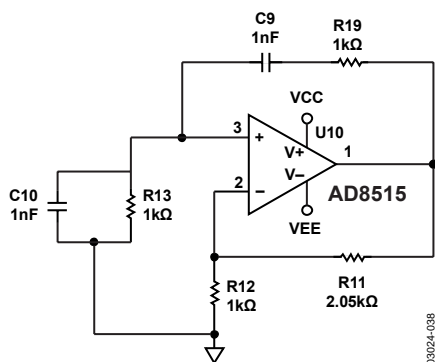 C9
1nF
R19
1kΩ
VCC
U10
3
+
V+
1
V–
2
–
AD8515
VEE
C10
1nF
R13
1kΩ
R12
1kΩ
R11
2.05kΩ
03024-038